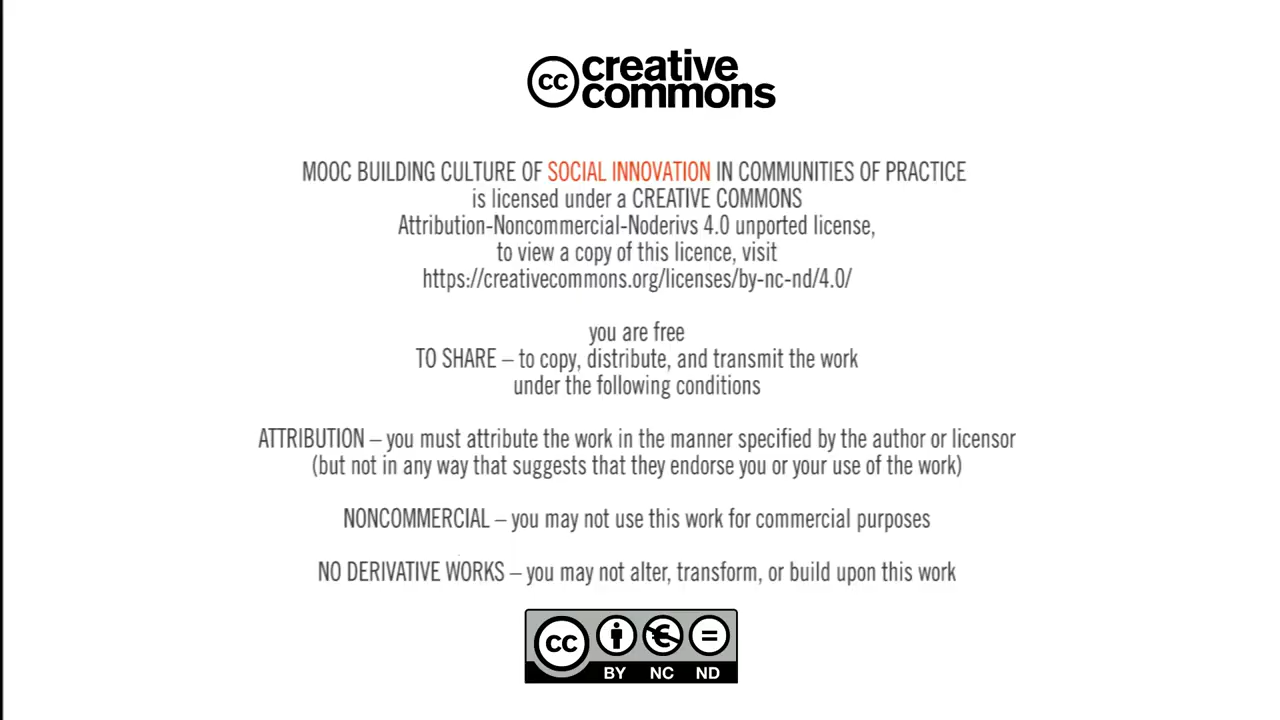 cc creative
commons
MOOC BUILDING CULTURE OF SOCIAL INNOVATION IN COMMUNITIES OF PRACTICE
is licensed under a CREATIVE COMMONS
Attribution-Noncommercial-Noderivs 4.0 unported license,
to view a copy of this licence, visit
https://creativecommons.org/licenses/by-nc-nd/4.0/
you are free
TO SHARE – to copy, distribute, and transmit the work
under the following conditions
ATTRIBUTION – you must attribute the work in the manner specified by the author or licensor
(but not in any way that suggests that they endorse you or your use of the work)
NONCOMMERCIAL – you may not use this work for commercial purposes
NO DERIVATIVE WORKS – you may not alter, transform, or build upon this work
cc € =
BY NC ND